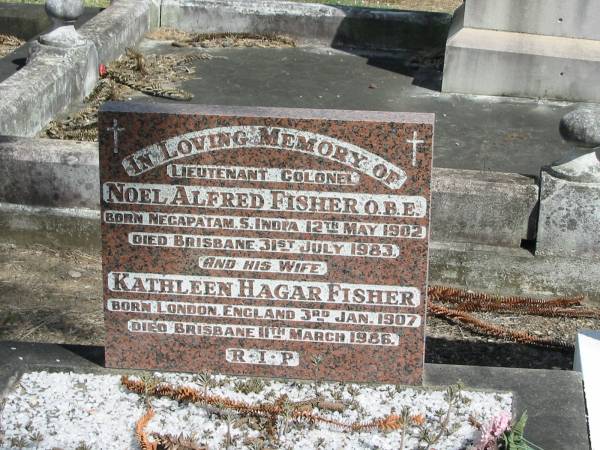 IN LOVING MEMORY OF
LIEUTENANT COLONEL
NOEL ALFRED FISHER O.B.E.
BORN NEGAPATAM, S. INDIA 12TH MAY 1902
DIED BRISBANE 31ST JULY 1983,
AND HIS WIFE
KATHLEEN HAGAR FISHER
BORN LONDON, ENGLAND 3RD JAN. 1907
DIED BRISBANE 11TH MARCH 1986.
R.I.P